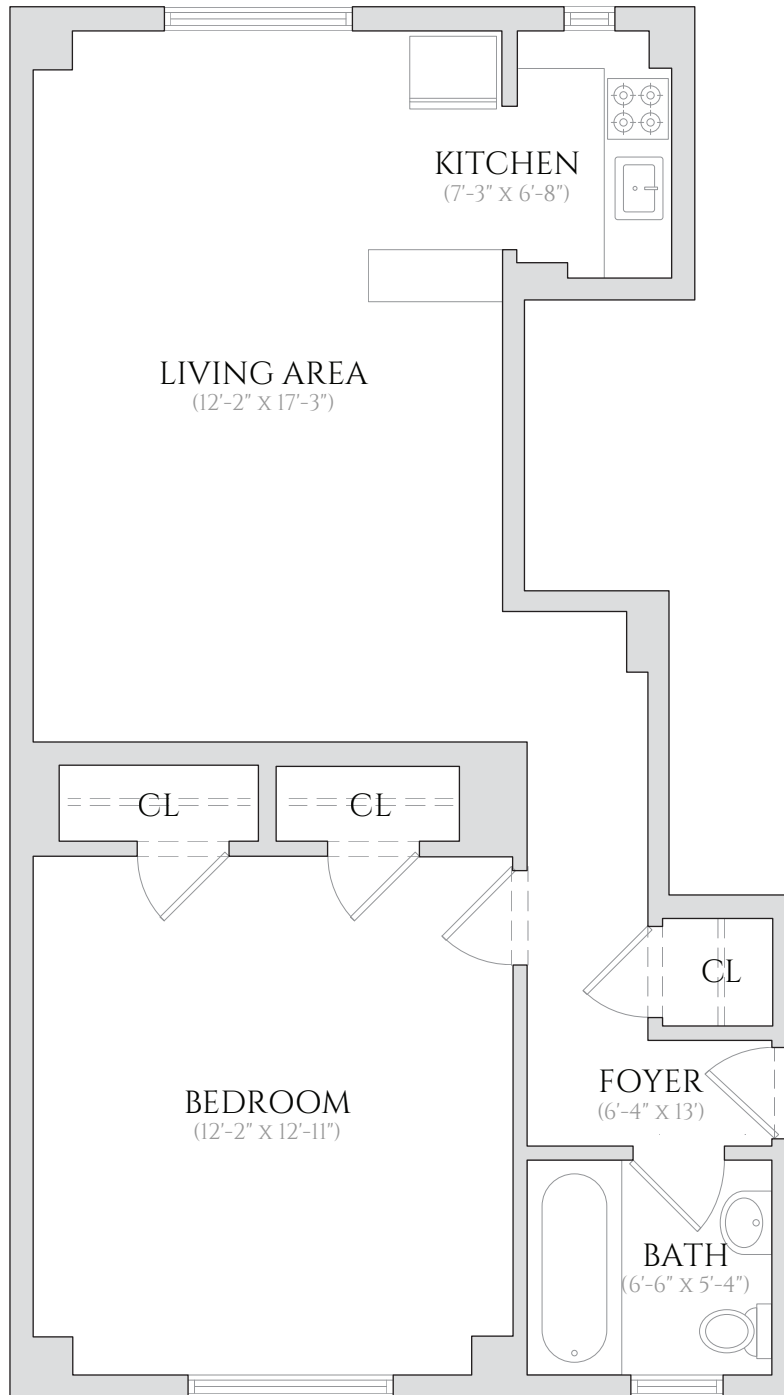 KITCHEN
(7'-3" X 6'-8")
LIVING AREA
(12'-2" X 17'-3")
CL
CL
CL
FOYER
(6'-4" X 13')
BEDROOM
(12'-2" X 12'-11")
BATH
(6'-6" X 5'-4")